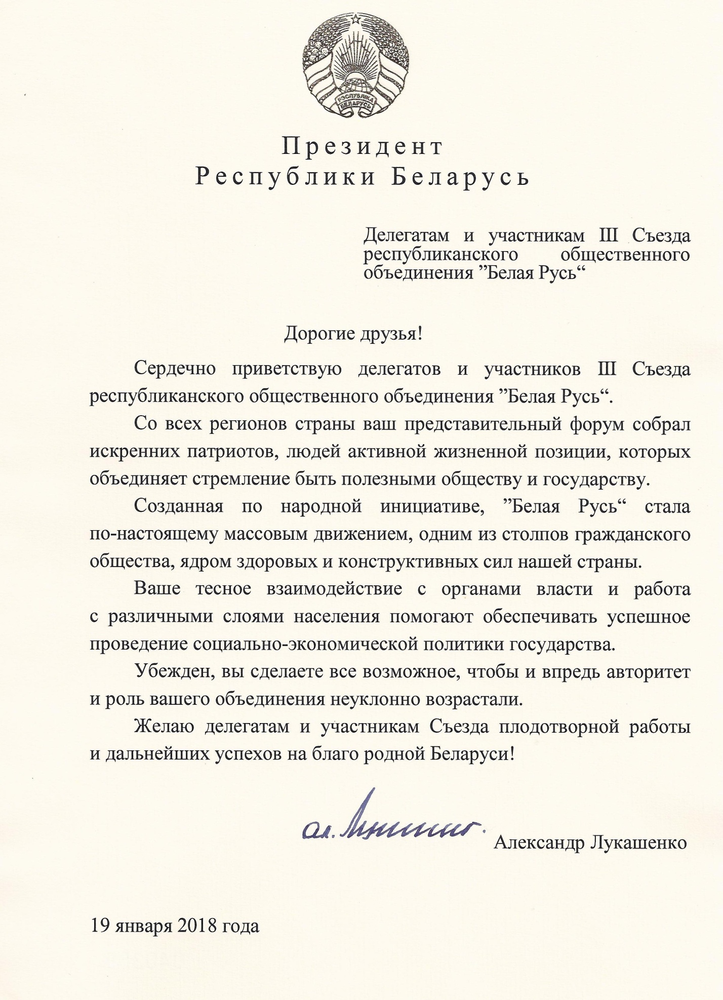 РЭСПУБЛІКА
БЕЛАРУСЬ
Президент
Республики Беларусь
Делегатам и участникам III Съезда
республиканского общественного
объединения ”Белая Русь“
Дорогие друзья!
Сердечно приветствую делегатов и участников III Съезда
республиканского общественного объединения ”Белая Русь“.
Со всех регионов страны ваш представительный форум собрал
искренних патриотов, людей активной жизненной позиции, которых
объединяет стремление быть полезными обществу и государству.
Созданная по народной инициативе, ”Белая Русь“ стала
по-настоящему массовым движением, одним из столпов гражданского
общества, ядром здоровых и конструктивных сил нашей страны.
Ваше тесное взаимодействие с органами власти и работа
с различными слоями населения помогают обеспечивать успешное
проведение социально-экономической политики государства.
Убежден, вы сделаете все возможное, чтобы и впредь авторитет
и роль вашего объединения неуклонно возрастали.
Желаю делегатам и участникам Съезда плодотворной работы
и дальнейших успехов на благо родной Беларуси!
Александр Лукашенко
19 января 2018 года